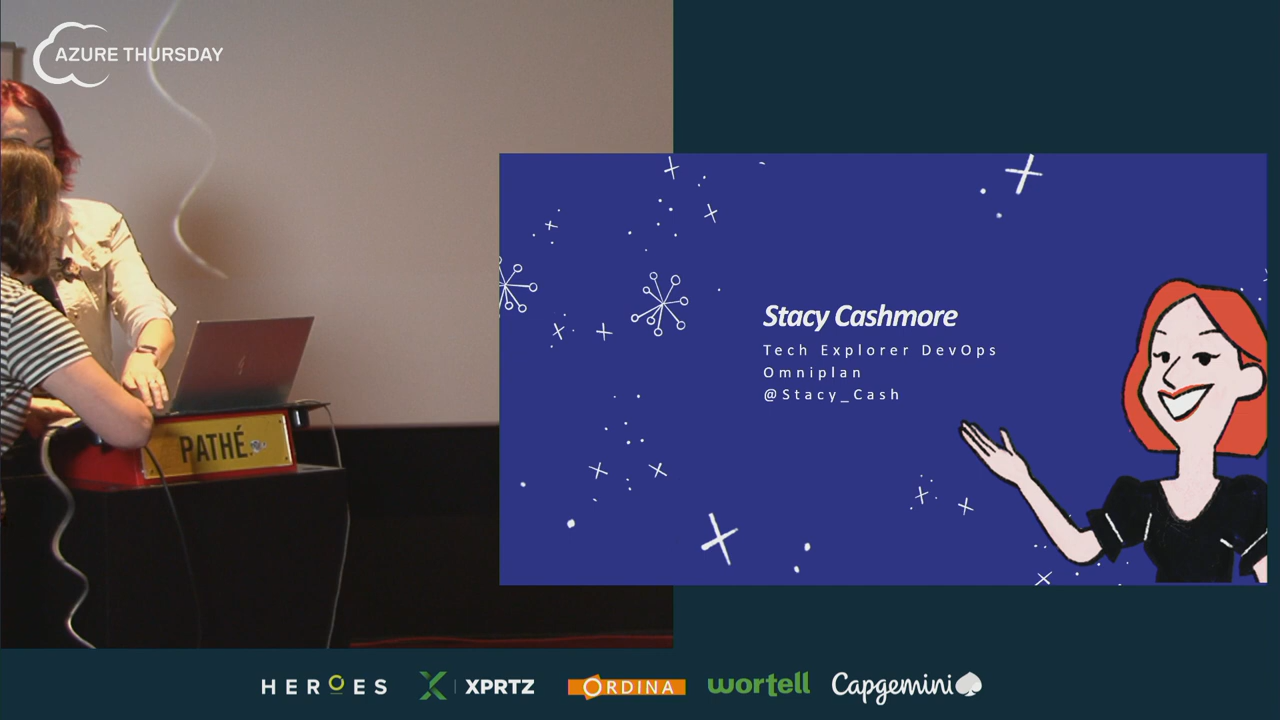 AZURE THURSDAY
PATHÉ
Stacy Cashmore
Tech Explorer DevOps
Omniplan
@Stacy_Cash
HEROES
XPRTZ
ORDINA
wortell
Capgemini